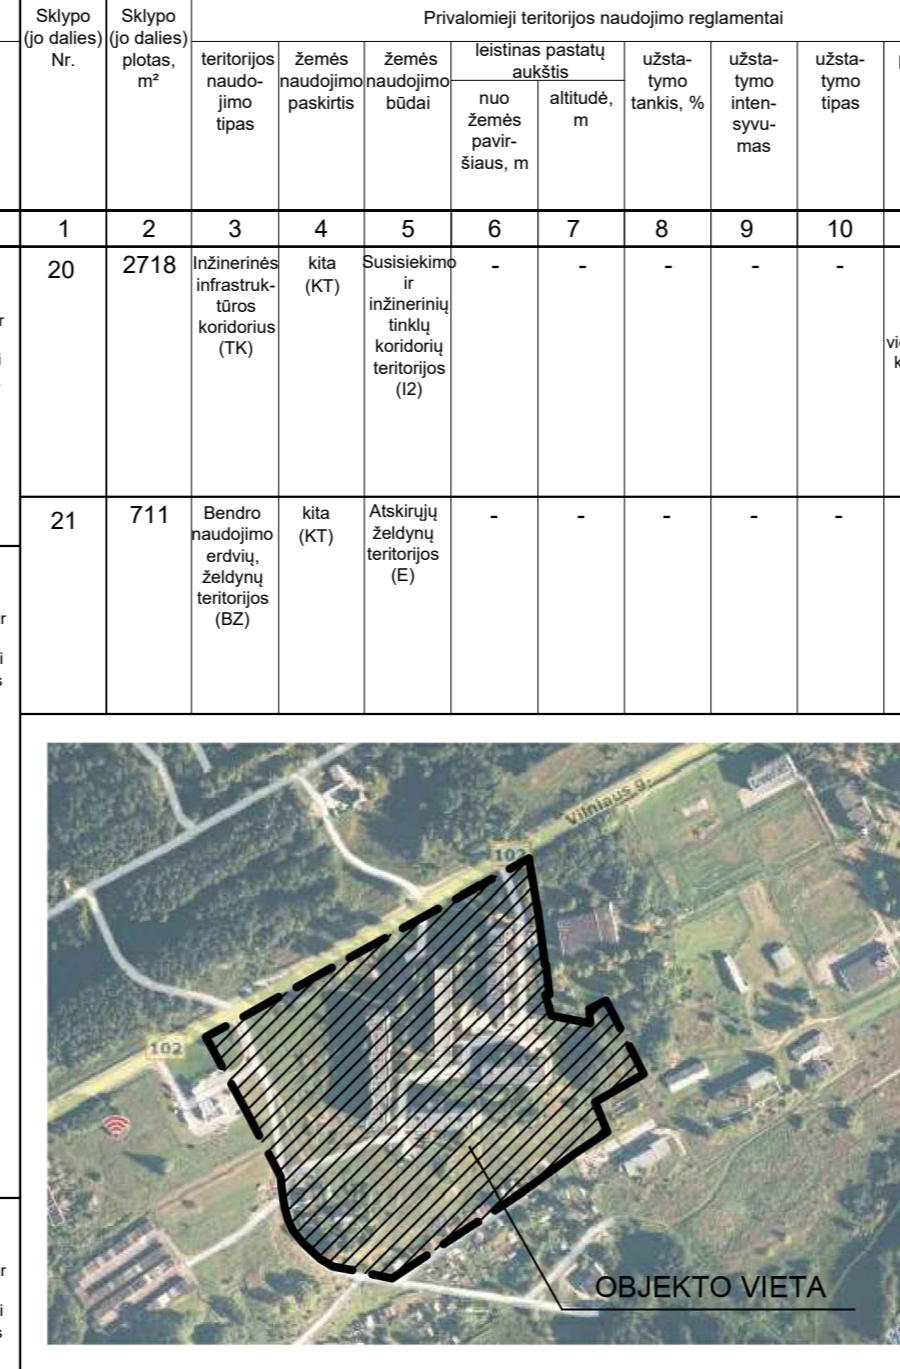 Sklypo
(jo dalies)
Nr.
Sklypo
(jo dalies)
plotas,
m²
Privalomieji teritorijos naudojimo reglamentai
teritorijos
naudo-
jimo
tipas
žemės
naudojimo
paskirtis
žemės
naudojimo
būdai
leistinas pastatų
aukštis
nuo
žemės
pavir-
šiaus, m
altitudė,
m
užsta-
tymo
tankis, %
užsta-
tymo
inten-
syvu-
mas
užsta-
tymo
tipas
1 2 3 4 5 6 7 8 9 10
20
2718
Inžinerinės
infrastruk-
tūros
koridorius
(TK)
kita
(KT)
Susisiekimo
ir
inžinerinių
tinklų
koridorių
teritorijos
(I2)
- - - - -
21
711
Bendro
naudojimo
erdvių,
želdynų
teritorijos
(BZ)
kita
(KT)
Atskirųjų
želdynų
teritorijos
(E)
- - - - -
Vilniaus g.
102
102
OBJEKTO VIETA